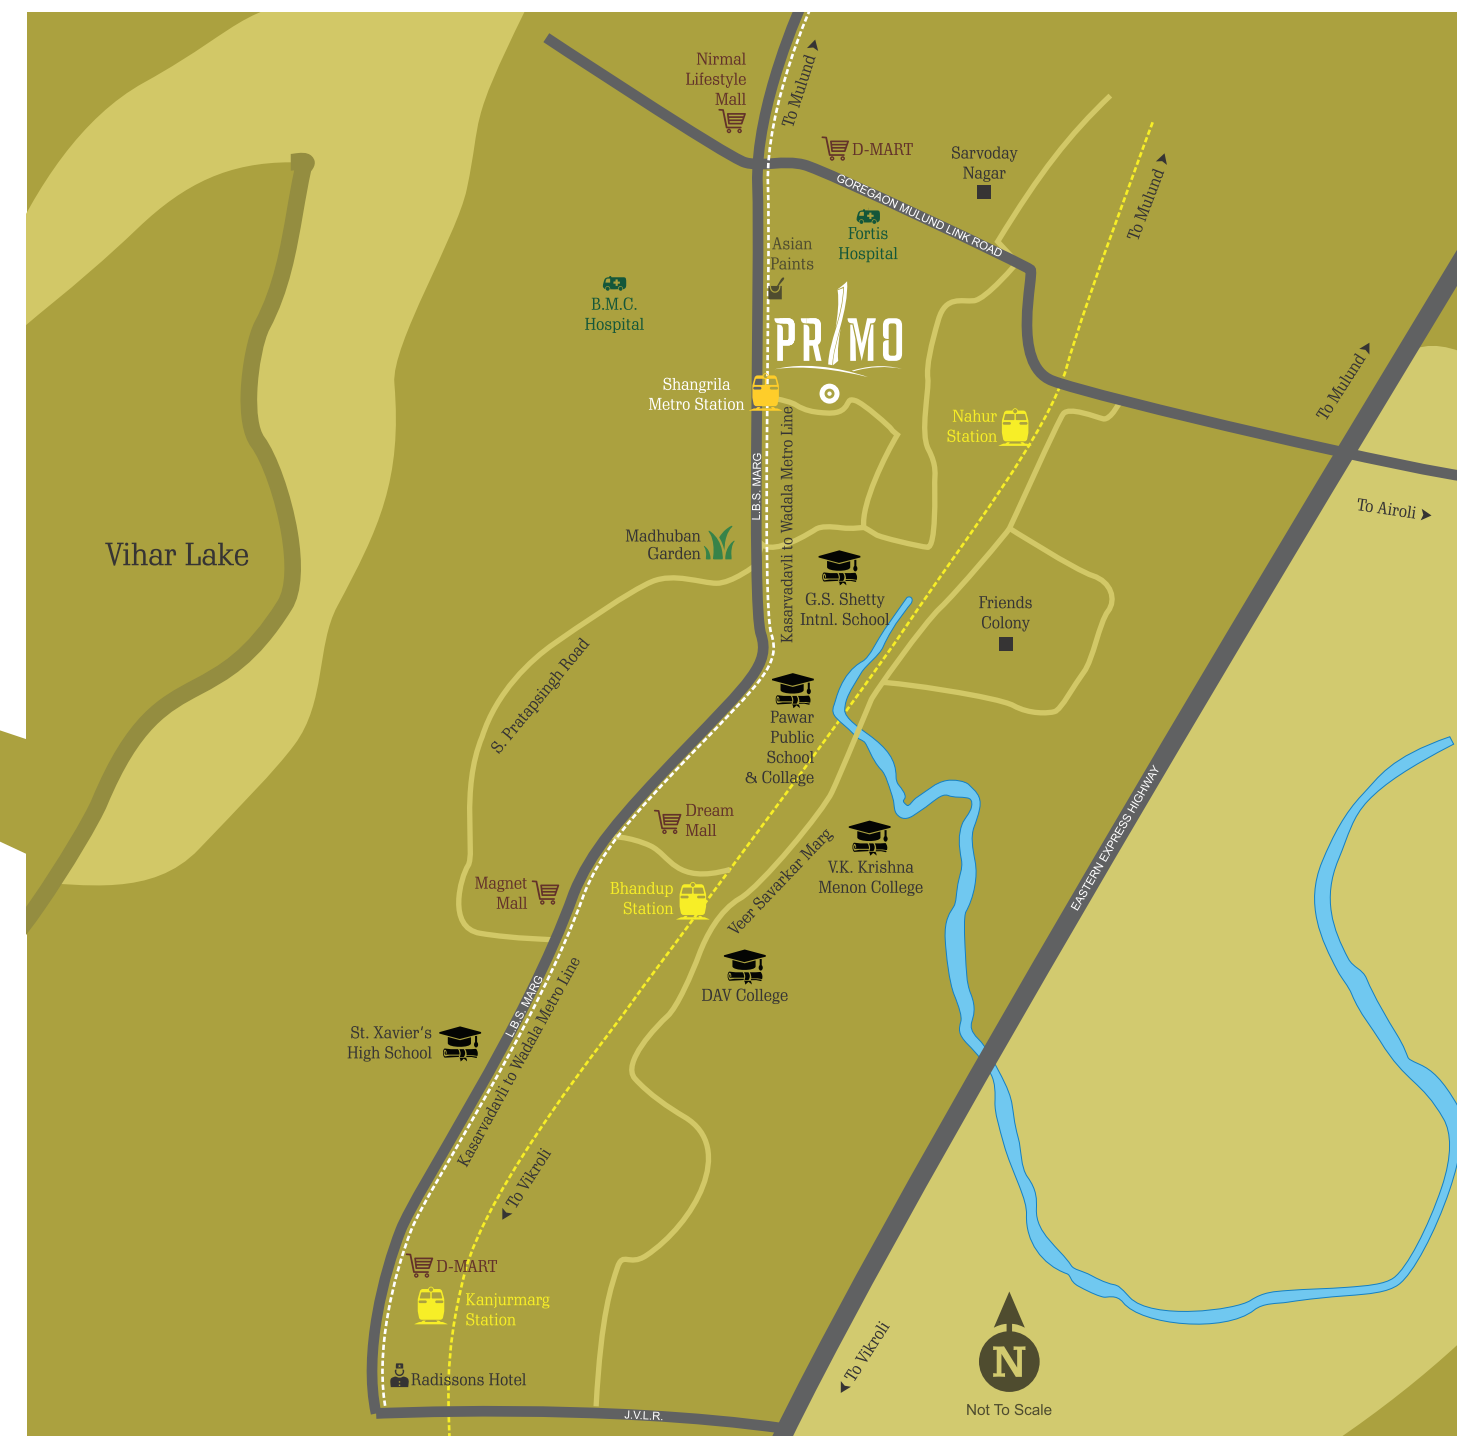 Nirmal
Lifestyle
Mall
To Mulund
D-MART
Sarvoday
Nagar
GOREGAON MULUND LINK ROAD
To Mulund
Fortis
Hospital
Asian
Paints
B.M.C.
Hospital
PRIMO
Shangrila
Metro Station
Nahur
Station
To Mulund
L.B.S. MARG
Kasarvadavli to Wadala Metro Line
To Airoli
Vihar Lake
Madhuban
Garden
G.S. Shetty
Intnl. School
Friends
Colony
S. Pratapsingh Road
Pawar
Public
School
& Collage
EASTERN EXPRESS HIGHWAY
Dream
Mall
Veer Savarkar Marg
V.K. Krishna
Menon College
Magnet
Mall
Bhandup
Station
L.B.S. MARG
Kasarvadavli to Wadala Metro Line
DAV College
St. Xavier's
High School
To Vikroli
D-MART
Kanjurmarg
Station
Radissons Hotel
J.V.L.R.
To Vikroli
N
Not To Scale